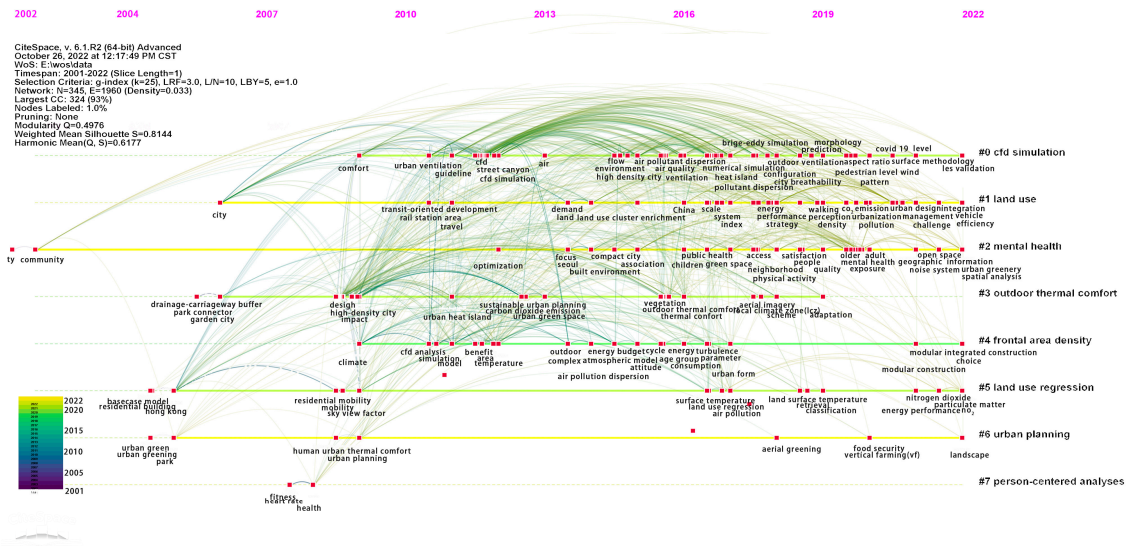 2002 2004 2007 2010 2013 2016 2019 2022
CiteSpace, v. 6.1.R2 (64-bit) Advanced
October 26, 2022 at 12:17:49 PM CST
WoS: E:\wos\data
Timespan: 2001-2022 (Slice Length=1)
Selection Criteria: g-index (k=25), LRF=3.0, L/N=10, LBY=5, e=1.0
Network: N=345, E=1960 (Density=0.033)
Largest CC: 324 (93%)
Nodes Labeled: 1.0%
Pruning: None
Modularity Q=0.4976
Weighted Mean Silhouette S=0.8144
Harmonic Mean(Q, S)=0.6177
brige-eddy simulation morphology
prediction covid 19 level
#0 cfd simulation
comfort urban ventilation cfd air flow air pollutant dispersion outdoor ventilation aspect ratio surface methodology
guideline street canyon environment air quality numerical simulation pedestrian level wind les validation
cfd simulation high density city ventilation heat island configuration pattern
pollutant dispersion city breathability
#1 land use
city transit-oriented development demand China scale energy walking co2 emission urban design integration
rail station area land land use cluster enrichment system performance perception urbanization management vehicle
travel index strategy density pollution challenge efficiency
#2 mental health
ty community optimization focus compact city public health access satisfaction older adult open space
seoul association children green space people mental health geographic information
built environment neighborhood quality exposure noise system urban greenery
physical activity spatial analysis
#3 outdoor thermal comfort
drainage-carriageway buffer desigh sustainable urban planning vegetation aerial imagery
park connector high-density city carbon dioxide emission outdoor thermal comfort local climate zone(lcz)
garden city impact urban heat island urban green space thermal confort scheme adaptation
#4 frontal area density
climate cfd analysis benefit outdoor energy budget cycle energy turbulence modular integrated construction
simulation area complex atmospheric model age group parameter choice
model temperature attitude consumption modular construction
air pollution dispersion urban form
#5 land use regression
basecase model residential mobility surface temperature land surface temperature nitrogen dioxide
residential building mobility land use regression retrieval particulate matter
hong kong sky view factor air pollution classification energy performance no2
#6 urban planning
urban green human urban thermal comfort aerial greening food security landscape
urban greening urban planning vertical farming(vf)
park
#7 person-centered analyses
fitness
heart rate
health
2022
2020
2015
2010
2005
2001